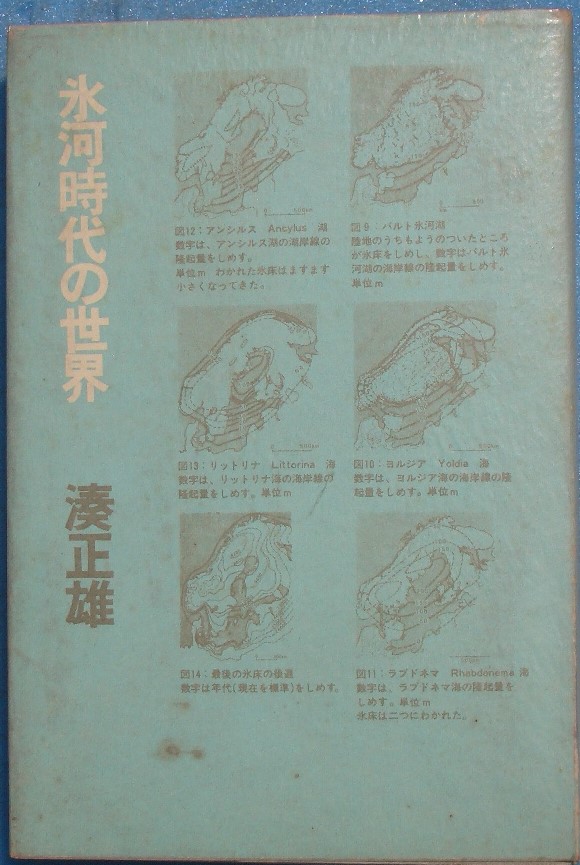 氷河時代の世界
湊正雄
図9：バルト氷河湖
陸地のうちもようのついたところ
が氷床をしめし、数字はバルト氷
河湖の海岸線の隆起量をしめす。
単位m
図10：ヨルジア Yoldia 海
数字は、ヨルジア海の海岸線の隆
起量をしめす。単位m
図11：ラブドネマ Rhabdonema 海
数字は、ラブドネマ海の隆起量を
しめす。単位m
氷床は二つにわかれた。
図12：アンシルス Ancylus 湖
数字は、アンシルス湖の湖岸線の
隆起量をしめす。
単位m わかれた氷床はますます
小さくなってきた。
図13：リットリナ Littorina 海
数字は、リットリナ海の海岸線の
隆起量をしめす。単位m
図14：最後の氷床の後退
数字は年代(現在を標準)をしめす。